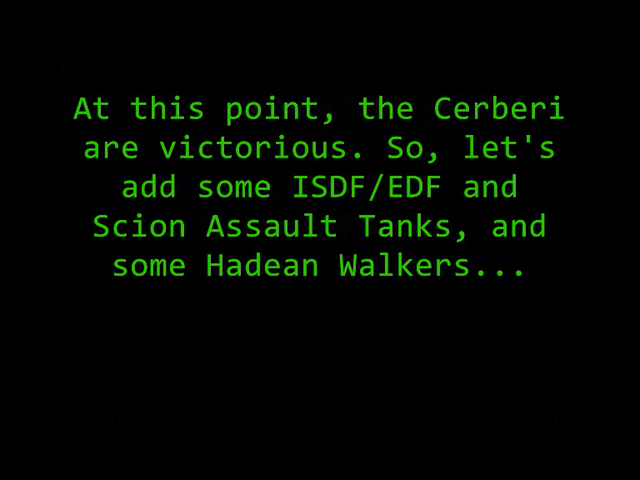 At this point, the Cerberi
are victorious. So, let's
add some ISDF/EDF and
Scion Assault Tanks, and
some Hadean Walkers...